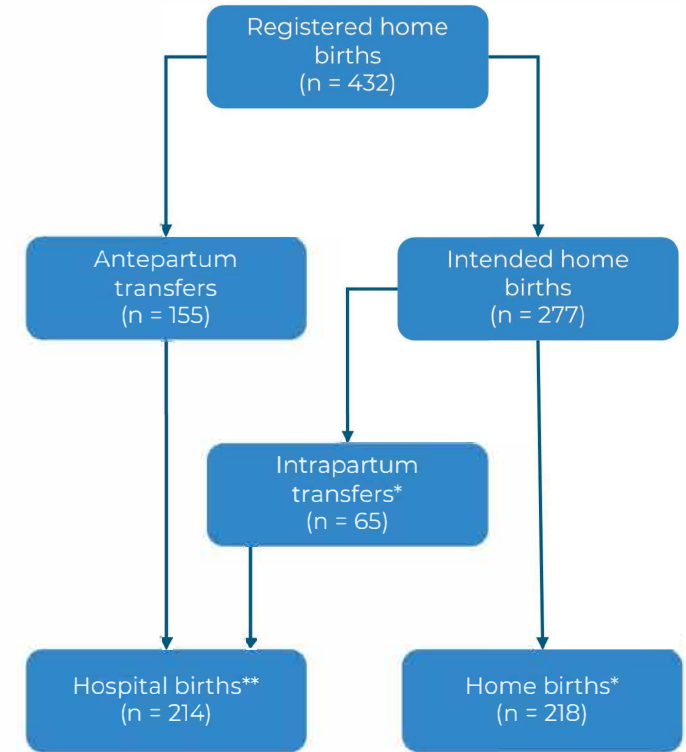 Registered home
births
(n = 432)
Antepartum
transfers
(n = 155)
Intended home
births
(n = 277)
Intrapartum
transfers*
(n = 65)
Hospital births**
(n = 214)
Home births*
(n = 218)